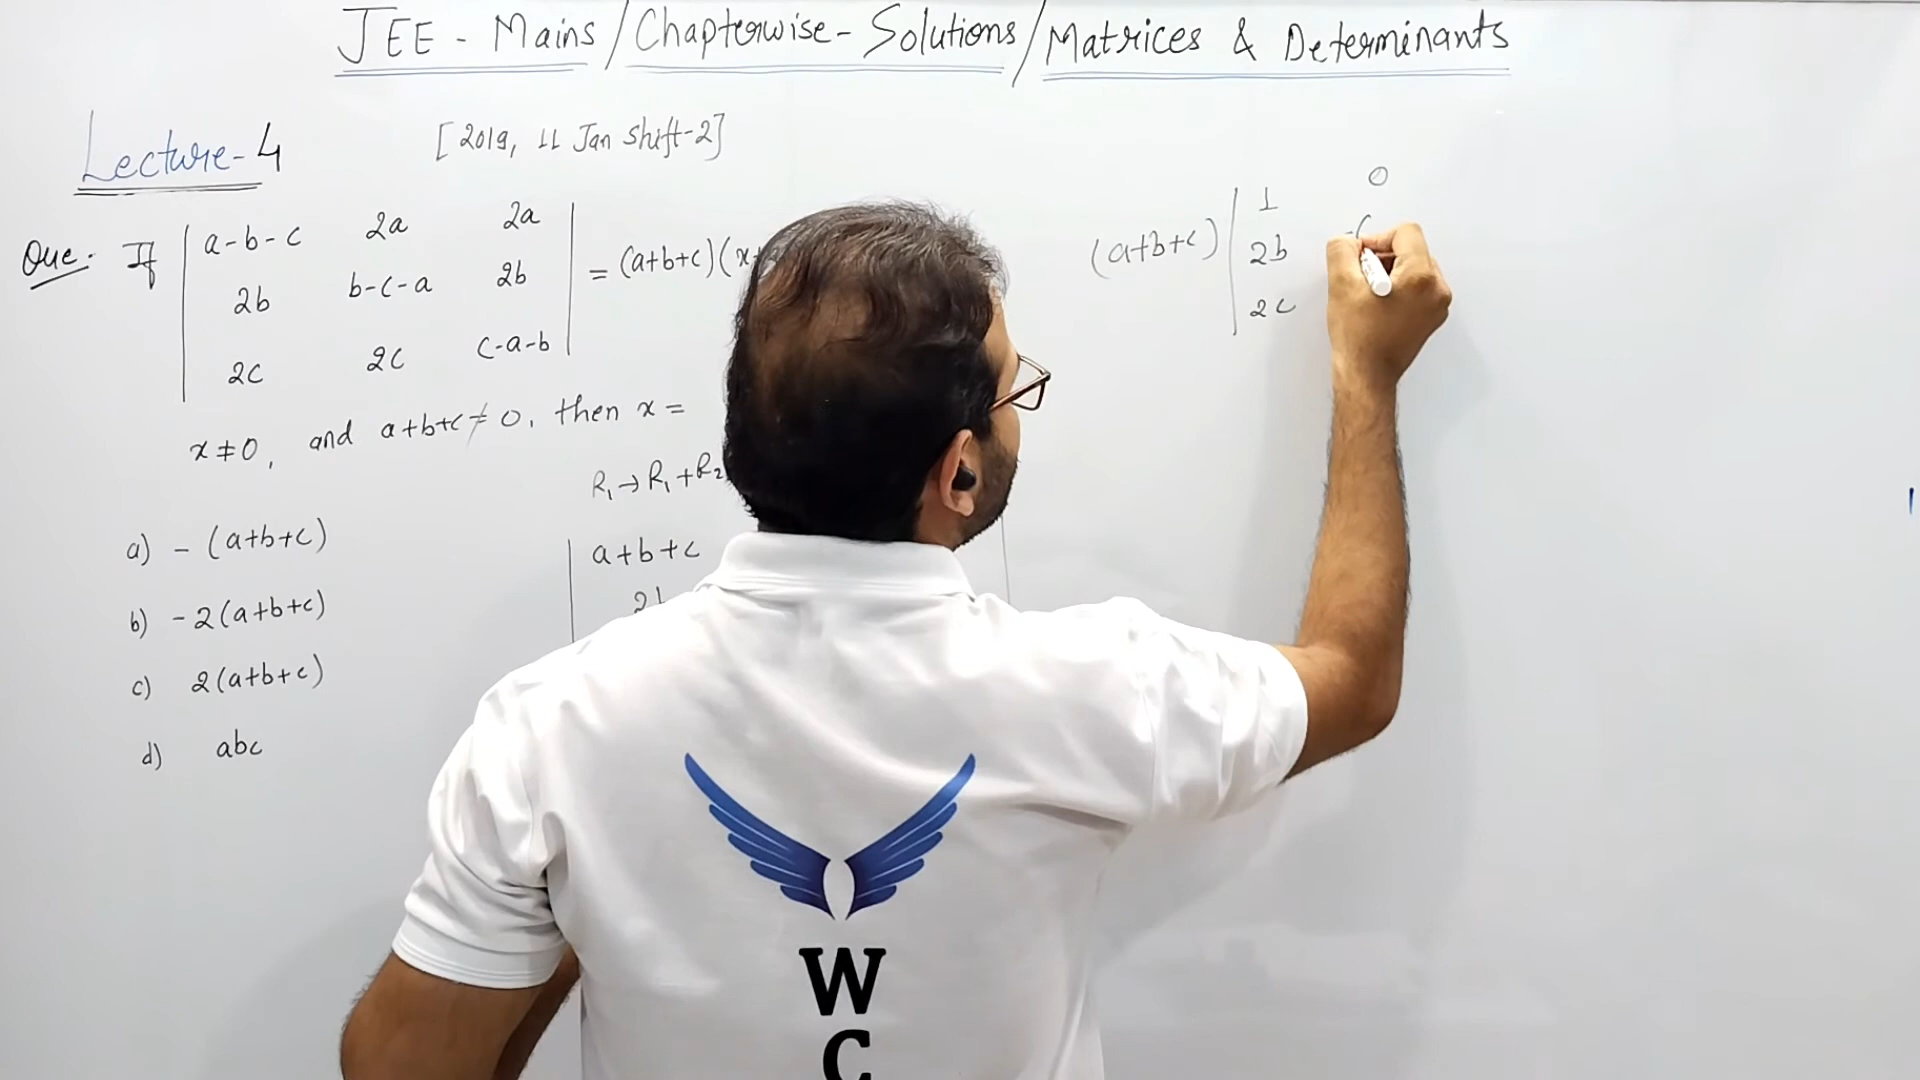 JEE - Mains / Chapterwise - Solutions / Matrices & Determinants
Lecture-4
[2019, 11 Jan Shift-2]
Que. If | a-b-c 2a 2a |
2b b-c-a 2b
2c 2c c-a-b
= (a+b+c)(x
x≠0, and a+b+c≠0, then x =
R₁→R₁+R₂
a) -(a+b+c)
b) -2(a+b+c)
c) 2(a+b+c)
d) abc
| a+b+c
(a+b+c) | 1 0
2b -(
2c
W
C